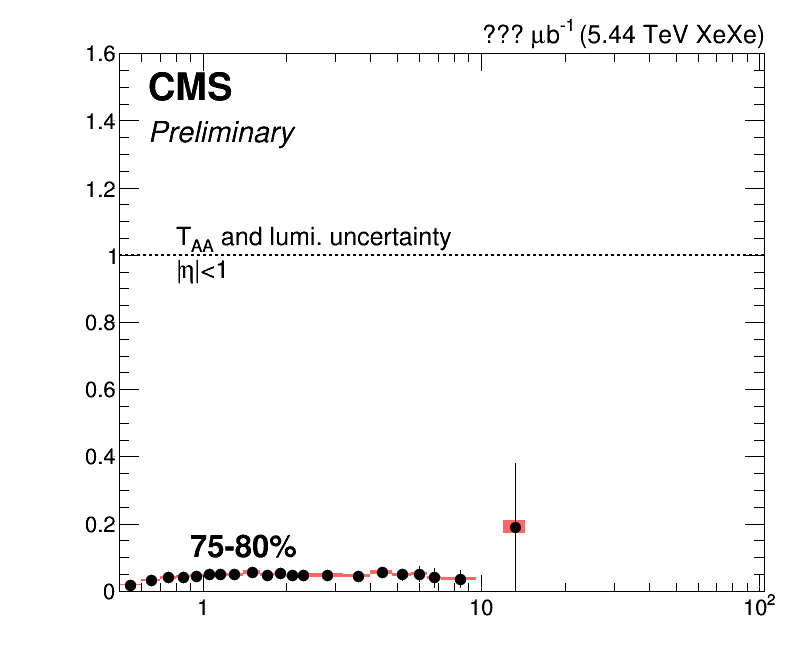 ??? μb⁻¹ (5.44 TeV XeXe)
1.6
CMS
1.4
Preliminary
1.2
T_AA and lumi. uncertainty
1
|η|<1
0.8
0.6
0.4
0.2
75-80%
0
1 10 10²